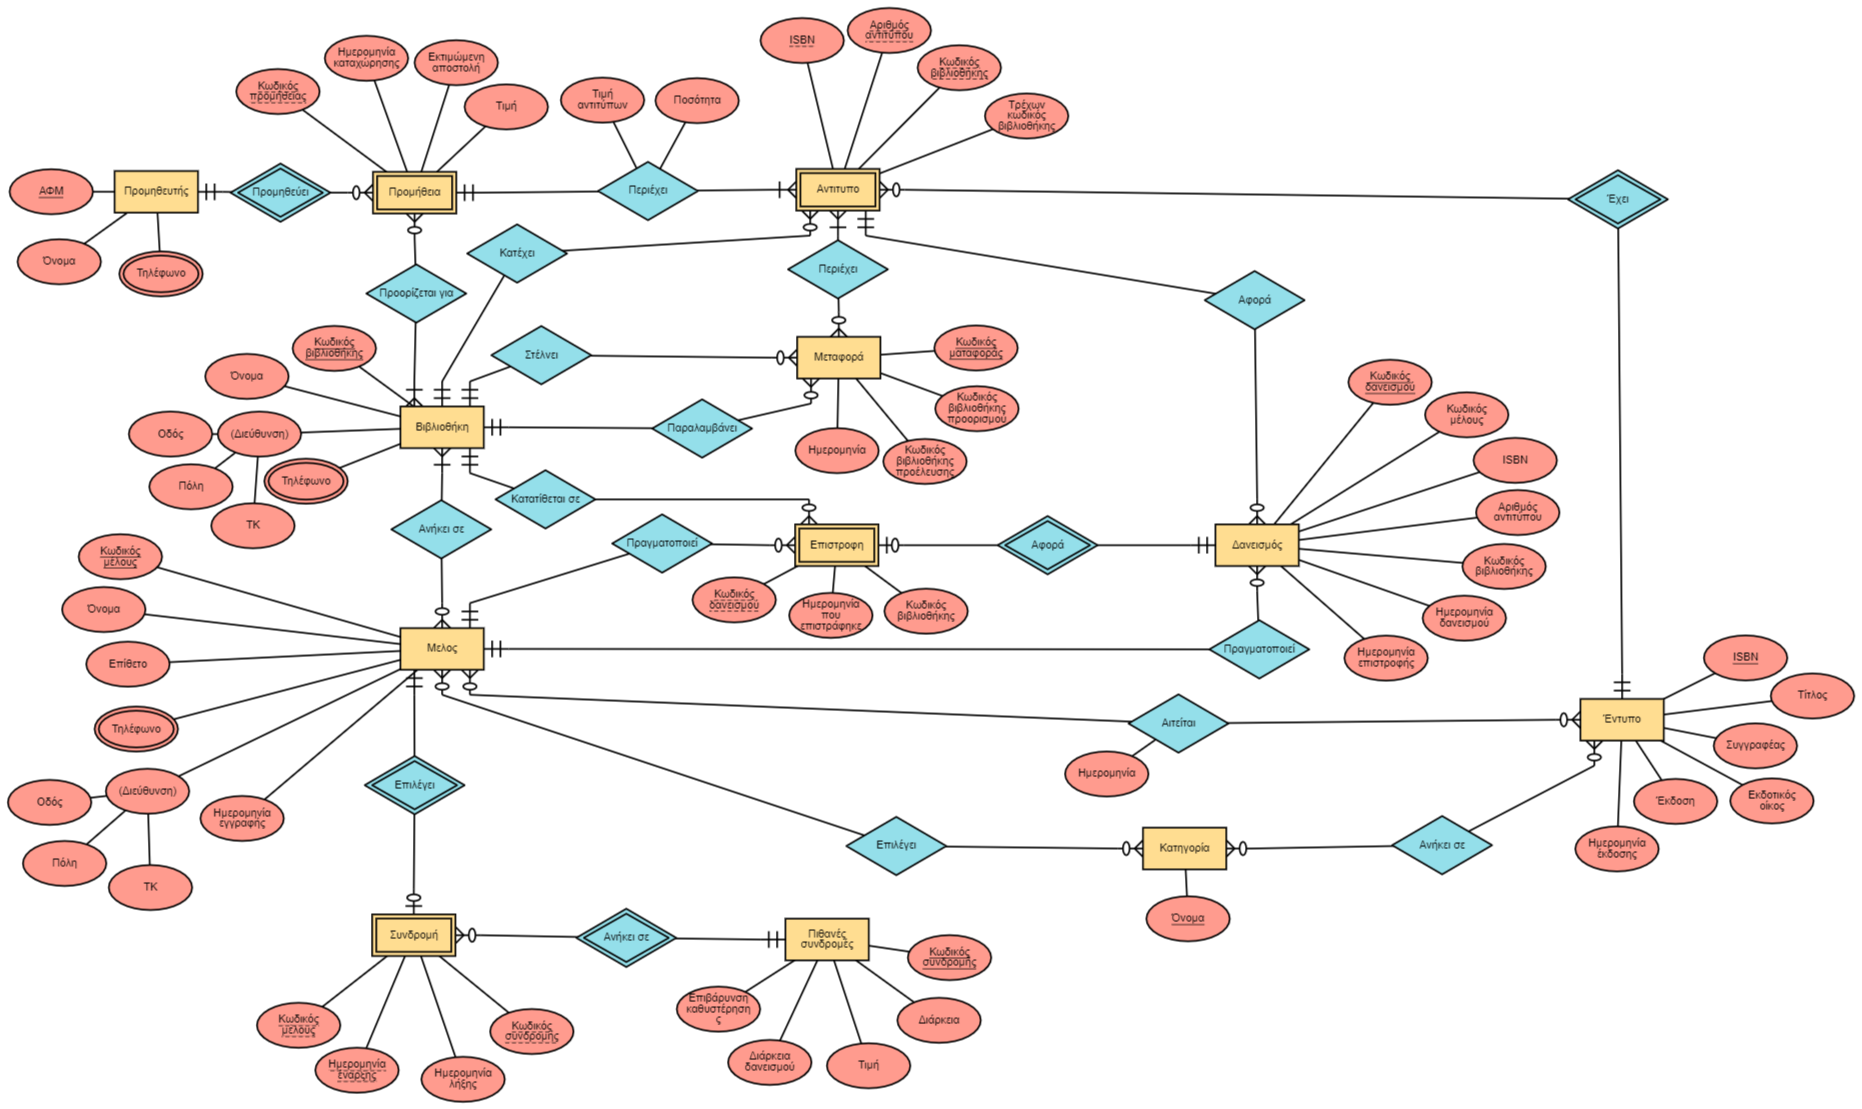 ISBN
Αριθμός
αντιτύπου
Κωδικός
βιβλιοθήκης
Τρέχων
κωδικός
βιβλιοθήκης
Ημερομηνία
καταχώρησης
Εκτιμώμενη
αποστολή
Κωδικός
προμήθειας
Τιμή
Τιμή
αντιτύπων
Ποσότητα
ΑΦΜ
Προμηθευτής
Προμηθεύει
Προμήθεια
Περιέχει
Αντιτυπο
Έχει
Όνομα
Τηλέφωνο
Κατέχει
Περιέχει
Προορίζεται για
Αφορά
Κωδικός
βιβλιοθήκης
Στέλνει
Μεταφορά
Κωδικός
ματαφοράς
Όνομα
Κωδικός
βιβλιοθήκης
προορισμού
Κωδικός
δανεισμού
Οδός
(Διεύθυνση)
Βιβλιοθήκη
Παραλαμβάνει
Ημερομηνία
Κωδικός
βιβλιοθήκης
προέλευσης
Κωδικός
μέλους
ISBN
Πόλη
Τηλέφωνο
ΤΚ
Κατατίθεται σε
Αριθμός
αντιτύπου
Ανήκει σε
Πραγματοποιεί
Επιστροφη
Αφορά
Δανεισμός
Κωδικός
βιβλιοθήκης
Κωδικός
μέλους
Κωδικός
δανεισμού
Ημερομηνία
που
επιστράφηκε
Κωδικός
βιβλιοθήκης
Ημερομηνία
δανεισμού
Όνομα
Μελος
Πραγματοποιεί
Ημερομηνία
επιστροφής
Επίθετο
ISBN
Τίτλος
Τηλέφωνο
Αιτείται
Έντυπο
Συγγραφέας
Ημερομηνία
Οδός
(Διεύθυνση)
Ημερομηνία
εγγραφής
Επιλέγει
Έκδοση
Εκδοτικός
οίκος
Πόλη
ΤΚ
Επιλέγει
Κατηγορία
Ανήκει σε
Ημερομηνία
έκδοσης
Όνομα
Συνδρομή
Ανήκει σε
Πιθανές
συνδρομές
Κωδικός
συνδρομής
Κωδικός
μελους
Κωδικός
συνδρομής
Επιβάρυνση
καθυστέρηση
ς
Διάρκεια
Ημερομηνία
έναρξης
Ημερομηνία
λήξης
Διάρκεια
δανεισμού
Τιμή